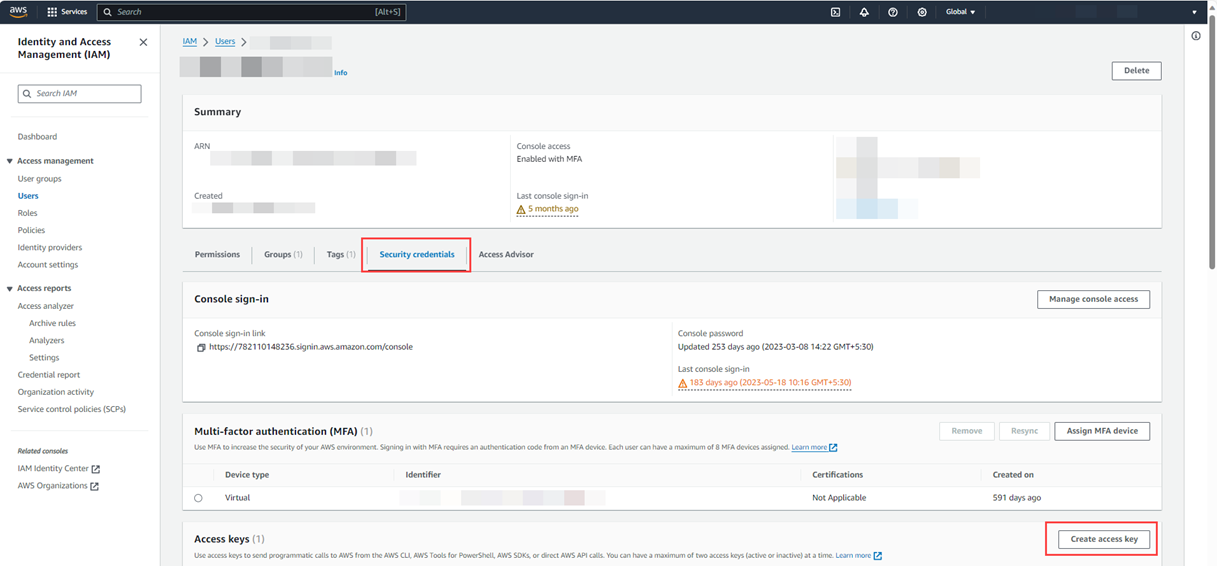 aws Services Search [Alt+S] Global
Identity and Access Management (IAM)
Search IAM
Dashboard
Access management
User groups
Users
Roles
Policies
Identity providers
Account settings
Access reports
Access analyzer
Archive rules
Analyzers
Settings
Credential report
Organization activity
Service control policies (SCPs)
Related consoles
IAM Identity Center
AWS Organizations
IAM > Users >
Info
Delete
Summary
ARN
Created
Console access
Enabled with MFA
Last console sign-in
5 months ago
Permissions Groups (1) Tags (1) Security credentials Access Advisor
Console sign-in
Manage console access
Console sign-in link
https://782110148236.signin.aws.amazon.com/console
Console password
Updated 253 days ago (2023-03-08 14:22 GMT+5:30)
Last console sign-in
183 days ago (2023-05-18 10:16 GMT+5:30)
Multi-factor authentication (MFA) (1)
Remove Resync Assign MFA device
Use MFA to increase the security of your AWS environment. Signing in with MFA requires an authentication code from an MFA device. Each user can have a maximum of 8 MFA devices assigned. Learn more
Device type Identifier Certifications Created on
Virtual Not Applicable 591 days ago
Access keys (1)
Create access key
Use access keys to send programmatic calls to AWS from the AWS CLI, AWS Tools for PowerShell, AWS SDKs, or direct AWS API calls. You can have a maximum of two access keys (active or inactive) at a time. Learn more